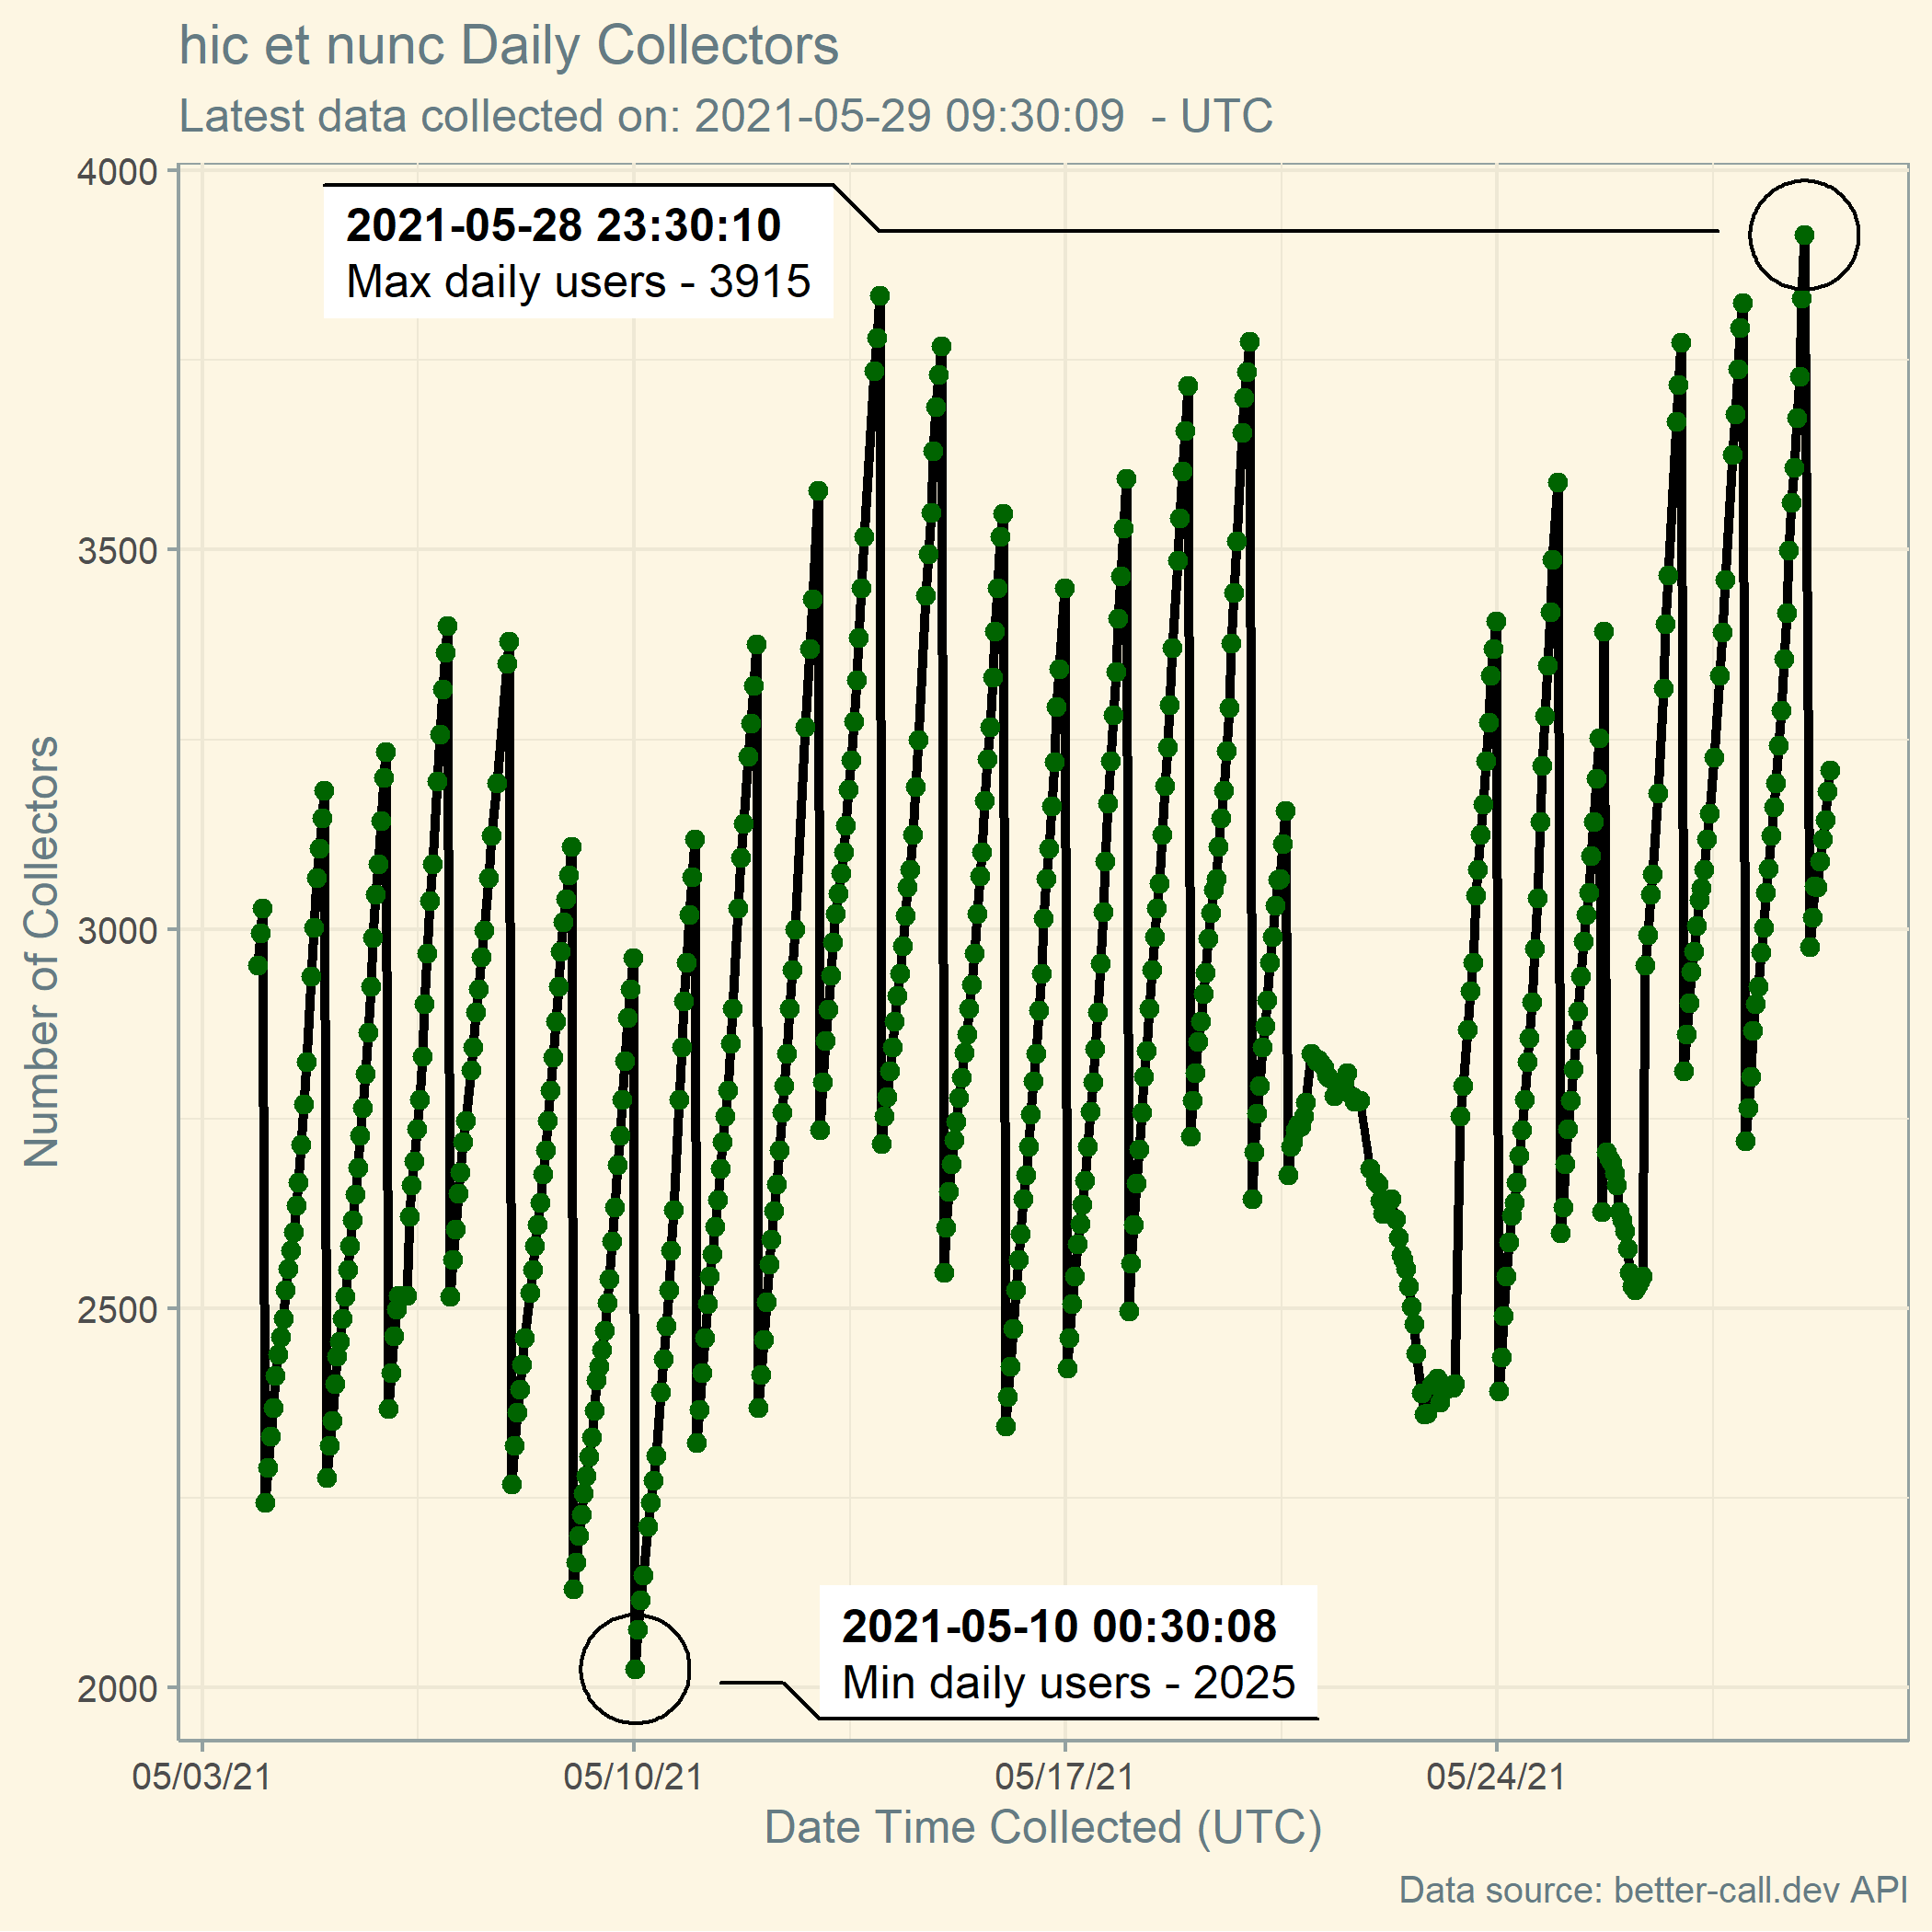 hic et nunc Daily Collectors
Latest data collected on: 2021-05-29 09:30:09  - UTC
4000
3500
3000
2500
2000
Number of Collectors
2021-05-28 23:30:10
Max daily users - 3915
2021-05-10 00:30:08
Min daily users - 2025
05/03/21
05/10/21
05/17/21
05/24/21
Date Time Collected (UTC)
Data source: better-call.dev API